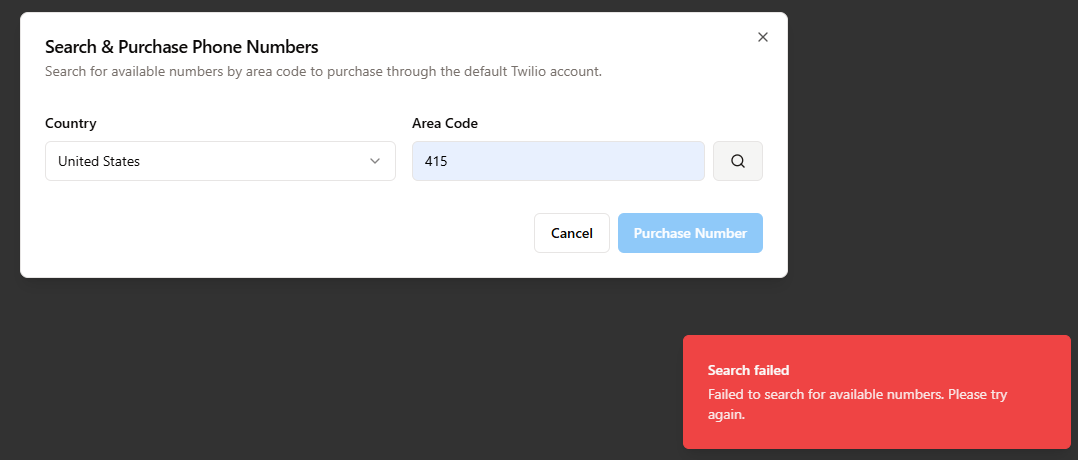 Search & Purchase Phone Numbers
Search for available numbers by area code to purchase through the default Twilio account.
Country
Area Code
United States
415
Cancel
Purchase Number
Search failed
Failed to search for available numbers. Please try
again.